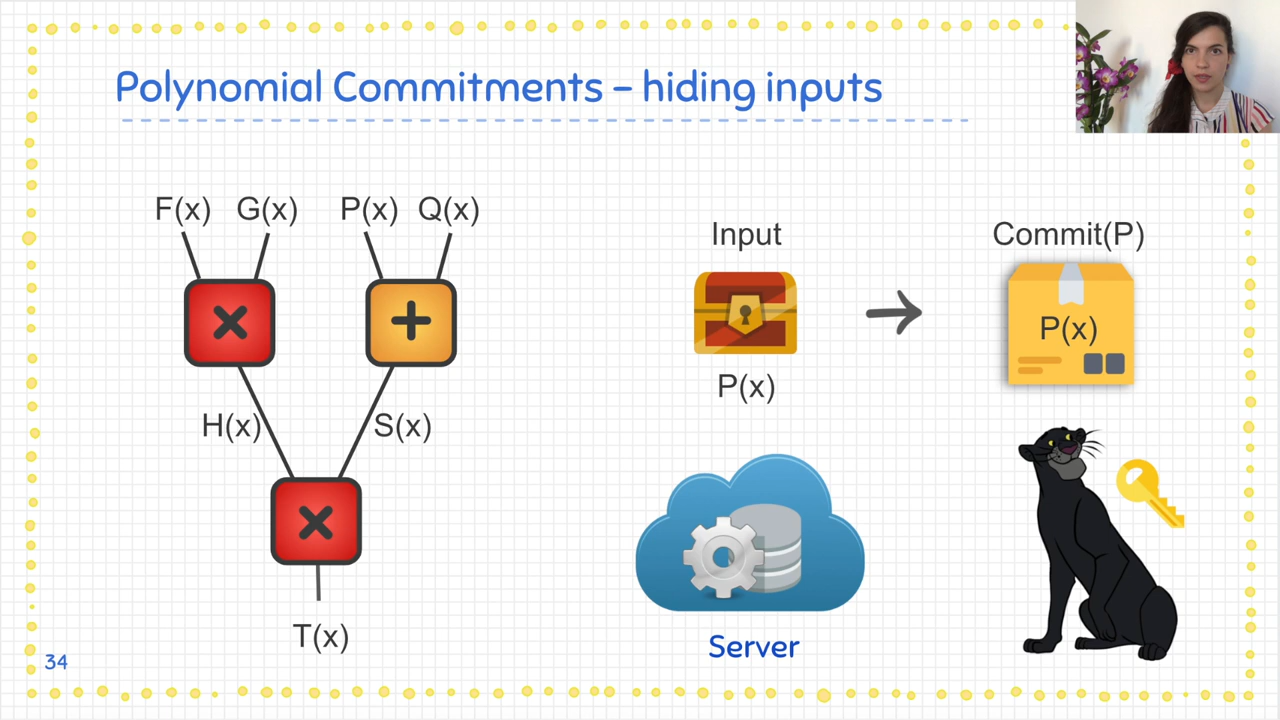 Polynomial Commitments – hiding inputs
F(x) G(x) P(x) Q(x)
H(x) S(x)
T(x)
Input
P(x)
Commit(P)
P(x)
Server
34